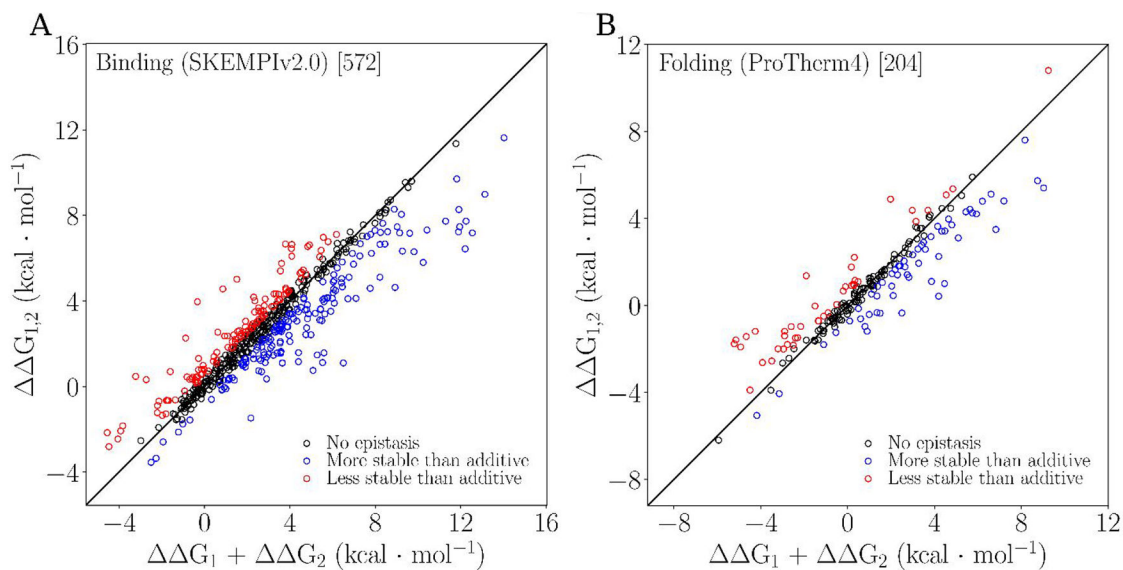 A
Binding (SKEMPIv2.0) [572]
16
12
8
4
0
−4
ΔΔG1,2 (kcal · mol−1)
No epistasis
More stable than additive
Less stable than additive
−4 0 4 8 12 16
ΔΔG1 + ΔΔG2 (kcal · mol−1)
B
Folding (ProTherm4) [204]
12
8
4
0
−4
−8
ΔΔG1,2 (kcal · mol−1)
No epistasis
More stable than additive
Less stable than additive
−8 −4 0 4 8 12
ΔΔG1 + ΔΔG2 (kcal · mol−1)